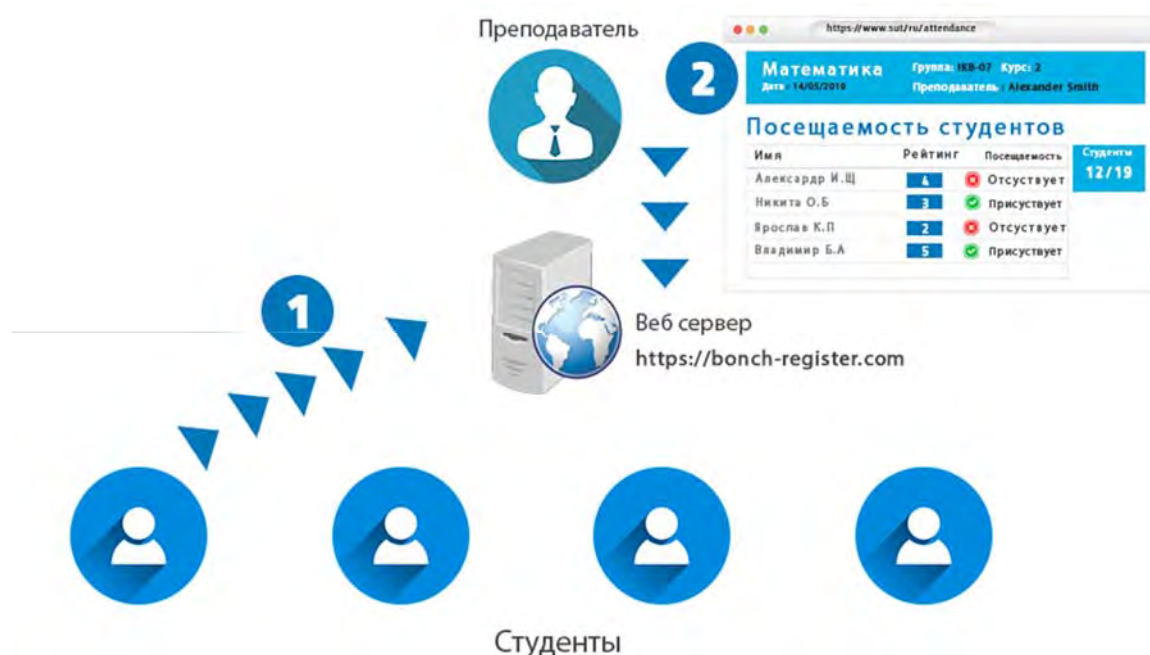 Преподаватель
2
https://www.sut/ru/attendance
Математика
Группа: IKB-07 Курс: 2
Дата : 14/05/2018
Преподаватель : Alexander Smith
Посещаемость студентов
Имя Рейтинг Посещаемость
Студенты
12/19
Алексардр И.Щ 4 Отсуствует
Никита О.Б 3 Присуствует
Ярослав К.П 2 Отсуствует
Владимир Б.А 5 Присуствует
1
Веб сервер
https://bonch-register.com
Студенты